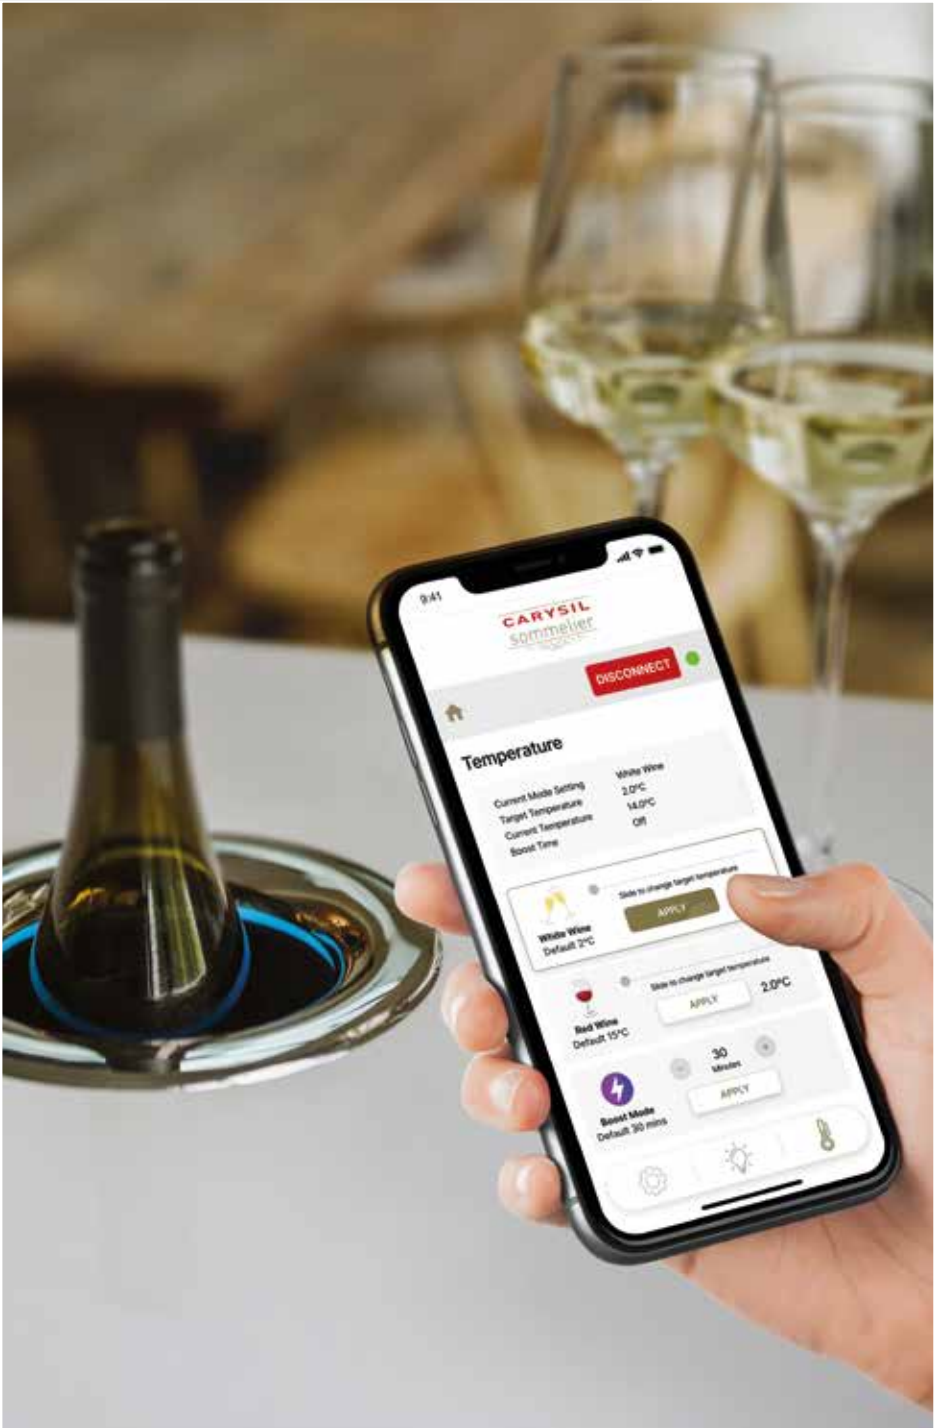 9:41
CARYSIL
sommelier
DISCONNECT
Temperature
Current Mode Setting White Wine
Target Temperature 2.0°C
Current Temperature 14.0°C
Boost Time Off
Slide to change target temperature
APPLY
White Wine
Default 2°C
Slide to change target temperature
APPLY 2.0°C
Red Wine
Default 15°C
- 30 +
Minutes
APPLY
Boost Mode
Default 30 mins